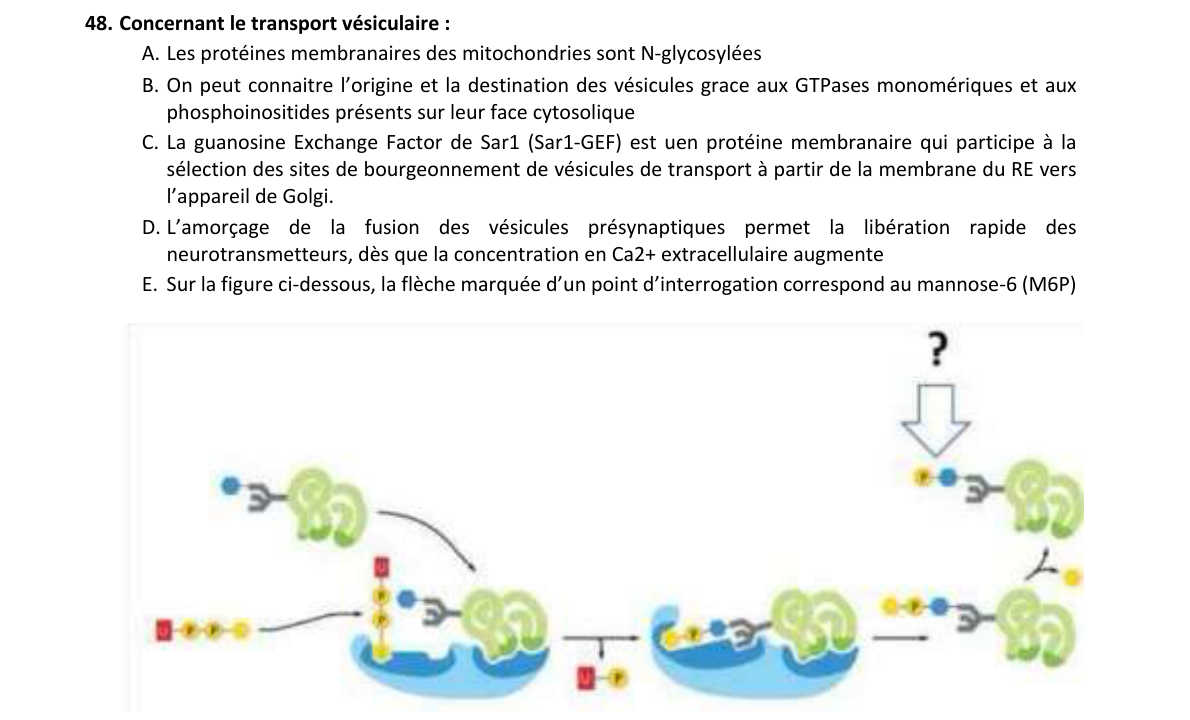 48. Concernant le transport vésiculaire :
A. Les protéines membranaires des mitochondries sont N-glycosylées
B. On peut connaitre l’origine et la destination des vésicules grace aux GTPases monomériques et aux
phosphoinositides présents sur leur face cytosolique
C. La guanosine Exchange Factor de Sar1 (Sar1-GEF) est uen protéine membranaire qui participe à la
sélection des sites de bourgeonnement de vésicules de transport à partir de la membrane du RE vers
l’appareil de Golgi.
D. L’amorçage de la fusion des vésicules présynaptiques permet la libération rapide des
neurotransmetteurs, dès que la concentration en Ca2+ extracellulaire augmente
E. Sur la figure ci-dessous, la flèche marquée d’un point d’interrogation correspond au mannose-6 (M6P)
?
P
U
P
P
U P P
P
P
U P